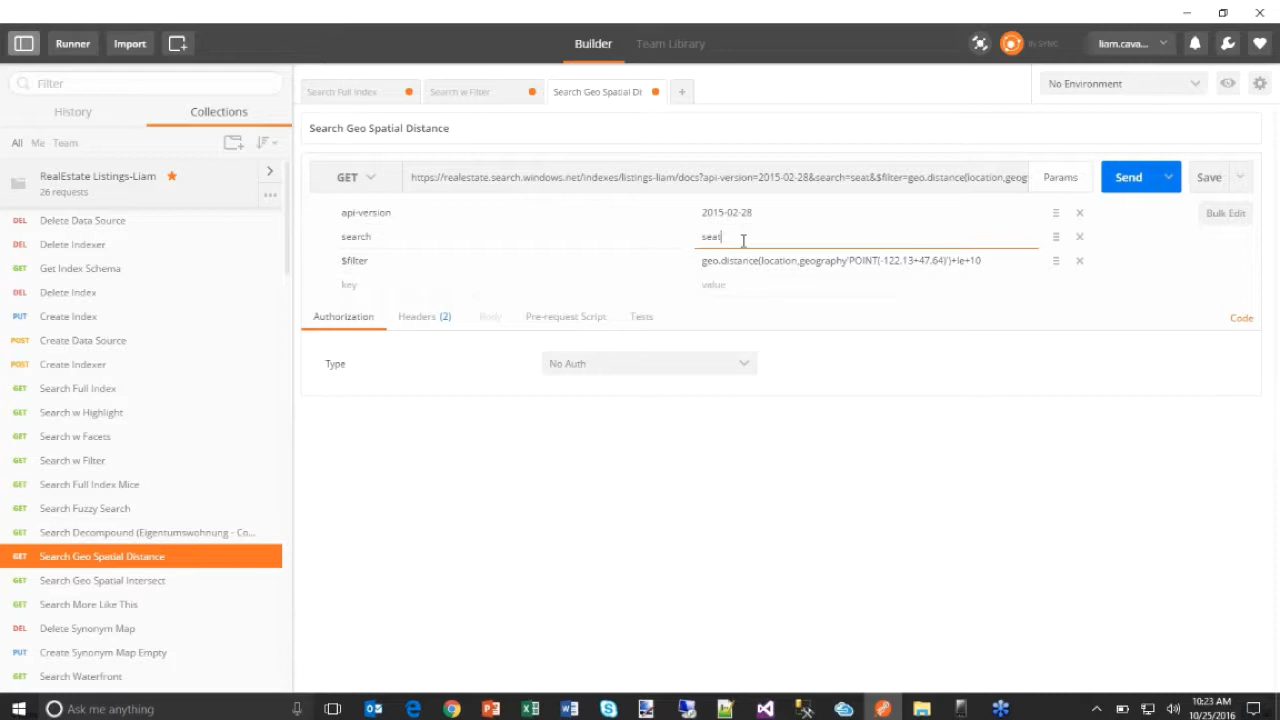 Runner
Import
Builder
Team Library
IN SYNC
liam.cava...
Filter
Search Full Index
Search w Filter
Search Geo Spatial Di
No Environment
History
Collections
All Me Team
Search Geo Spatial Distance
RealEstate Listings-Liam
26 requests
GET
https://realestate.search.windows.net/indexes/listings-liam/docs?api-version=2015-02-28&search=seat&$filter=geo.distance(location,geog
Params
Send
Save
api-version
2015-02-28
Bulk Edit
search
seat
$filter
geo.distance(location,geography'POINT(-122.13+47.64)')+le+10
key
value
Authorization
Headers (2)
Body
Pre-request Script
Tests
Code
Type
No Auth
DEL Delete Data Source
DEL Delete Indexer
GET Get Index Schema
DEL Delete Index
PUT Create Index
POST Create Data Source
POST Create Indexer
GET Search Full Index
GET Search w Highlight
GET Search w Facets
GET Search w Filter
GET Search Full Index Mice
GET Search Fuzzy Search
GET Search Decompound (Eigentumswohnung - Co...
GET Search Geo Spatial Distance
GET Search Geo Spatial Intersect
GET Search More Like This
DEL Delete Synonym Map
PUT Create Synonym Map Empty
GET Search Waterfront
Ask me anything
10:23 AM
10/25/2016